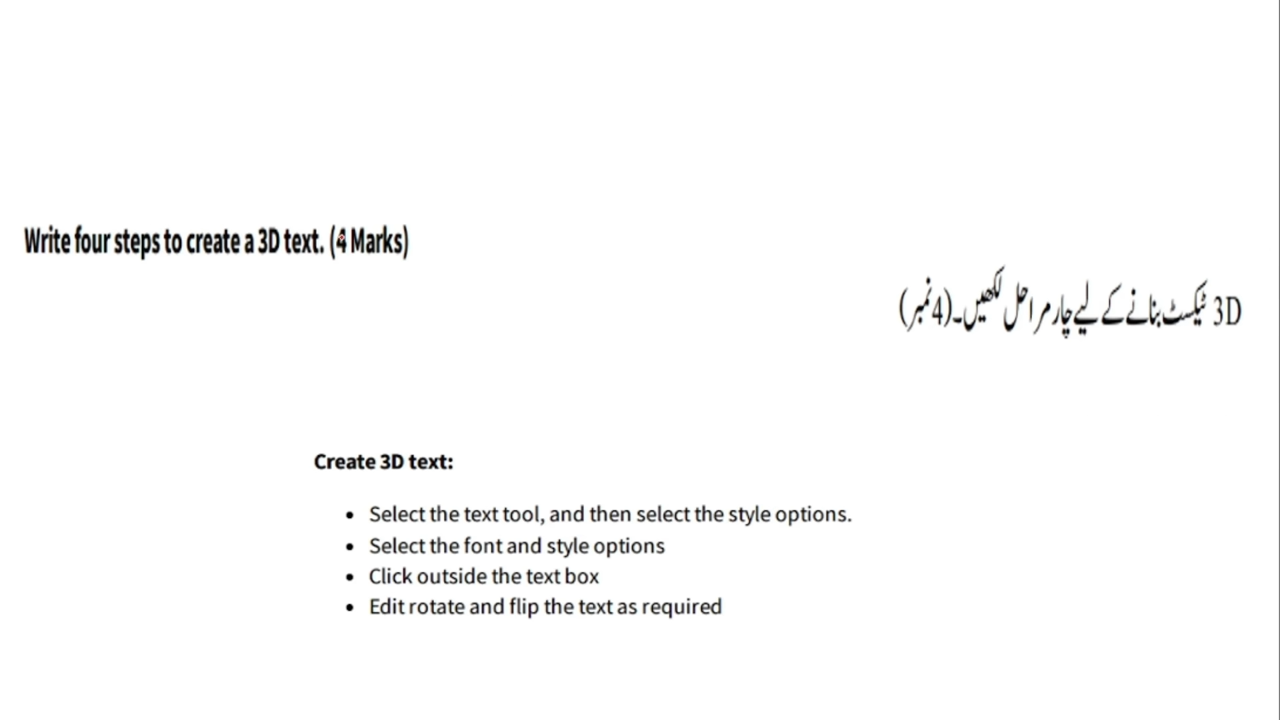 Write four steps to create a 3D text. (4 Marks)
3D ٹیکسٹ بنانے کے لیے چار مراحل لکھیں۔ (4 نمبر)
Create 3D text:
• Select the text tool, and then select the style options.
• Select the font and style options
• Click outside the text box
• Edit rotate and flip the text as required